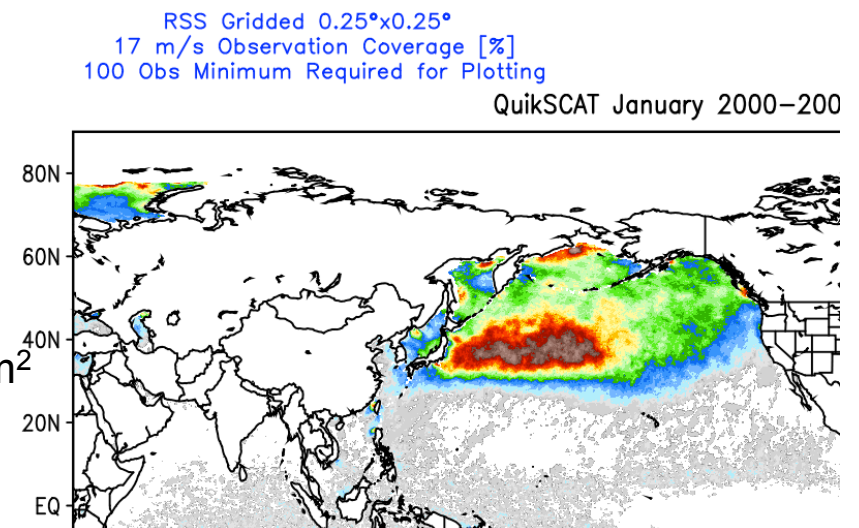 RSS Gridded 0.25°x0.25°
17 m/s Observation Coverage [%]
100 Obs Minimum Required for Plotting
QuikSCAT January 2000-200
80N
60N
40N
m²
20N
EQ